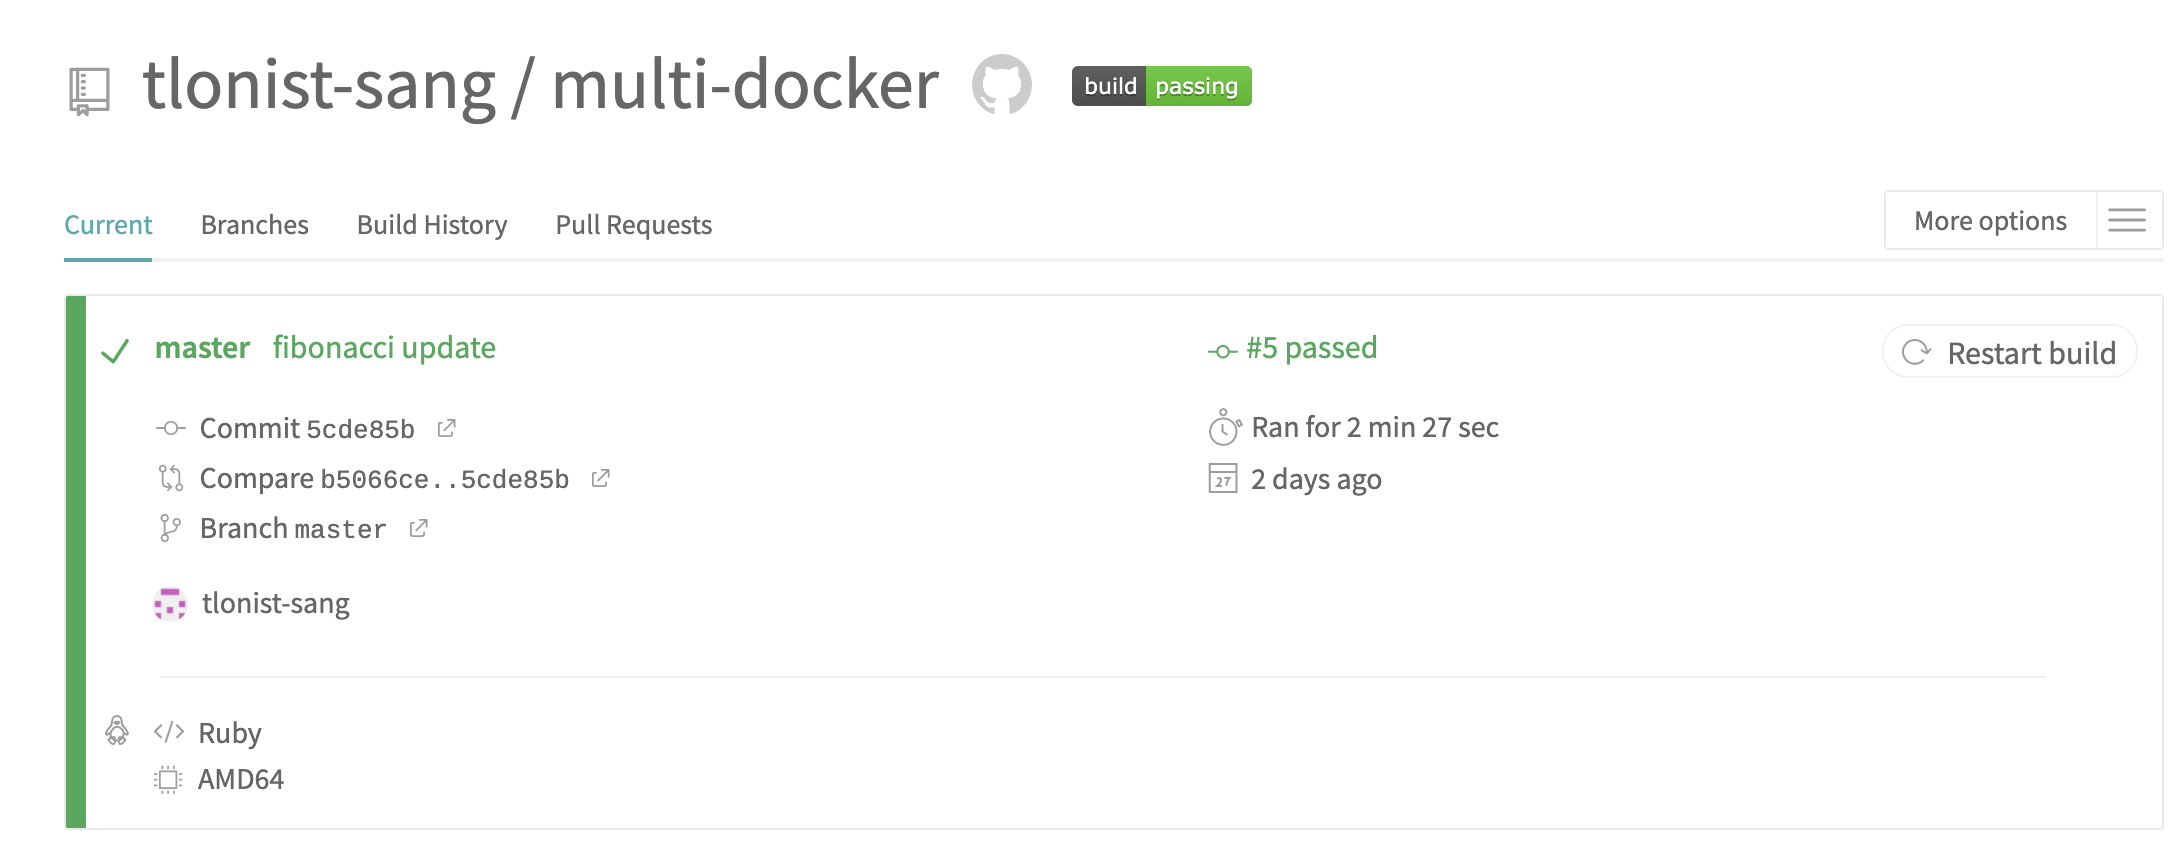 tlonist-sang / multi-docker build passing
Current Branches Build History Pull Requests More options
master fibonacci update #5 passed Restart build
Commit 5cde85b Ran for 2 min 27 sec
Compare b5066ce..5cde85b 27 2 days ago
Branch master
tlonist-sang
</> Ruby
AMD64